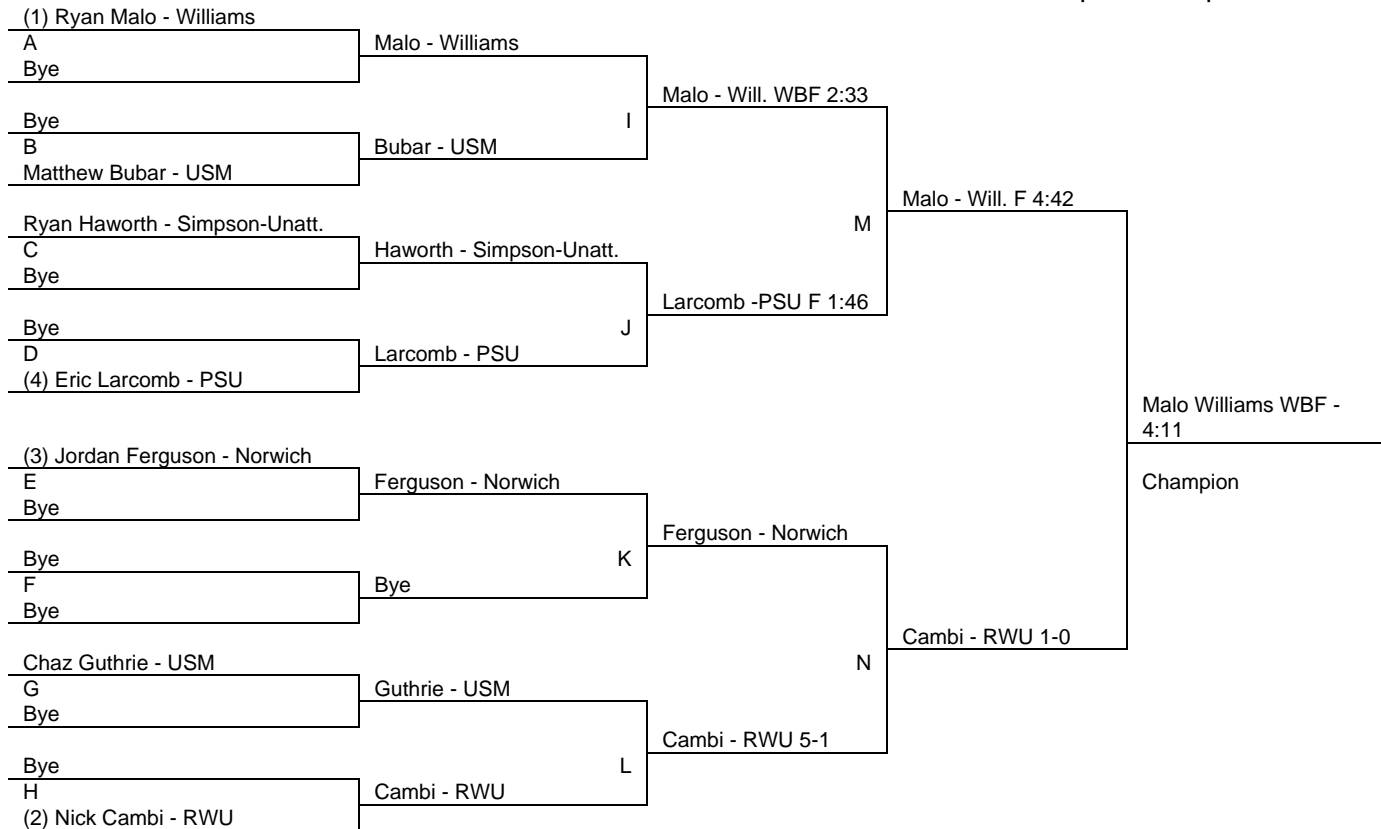 (1) Ryan Malo - Williams
A
Malo - Williams
Bye
Malo - Will. WBF 2:33
Bye
I
B
Bubar - USM
Matthew Bubar - USM
Malo - Will. F 4:42
Ryan Haworth - Simpson-Unatt.
M
C
Haworth - Simpson-Unatt.
Bye
Larcomb -PSU F 1:46
Bye
J
D
Larcomb - PSU
(4) Eric Larcomb - PSU
Malo Williams WBF -
4:11
(3) Jordan Ferguson - Norwich
E
Ferguson - Norwich
Champion
Bye
Ferguson - Norwich
Bye
K
F
Bye
Bye
Cambi - RWU 1-0
Chaz Guthrie - USM
N
G
Guthrie - USM
Bye
Cambi - RWU 5-1
Bye
L
H
Cambi - RWU
(2) Nick Cambi - RWU